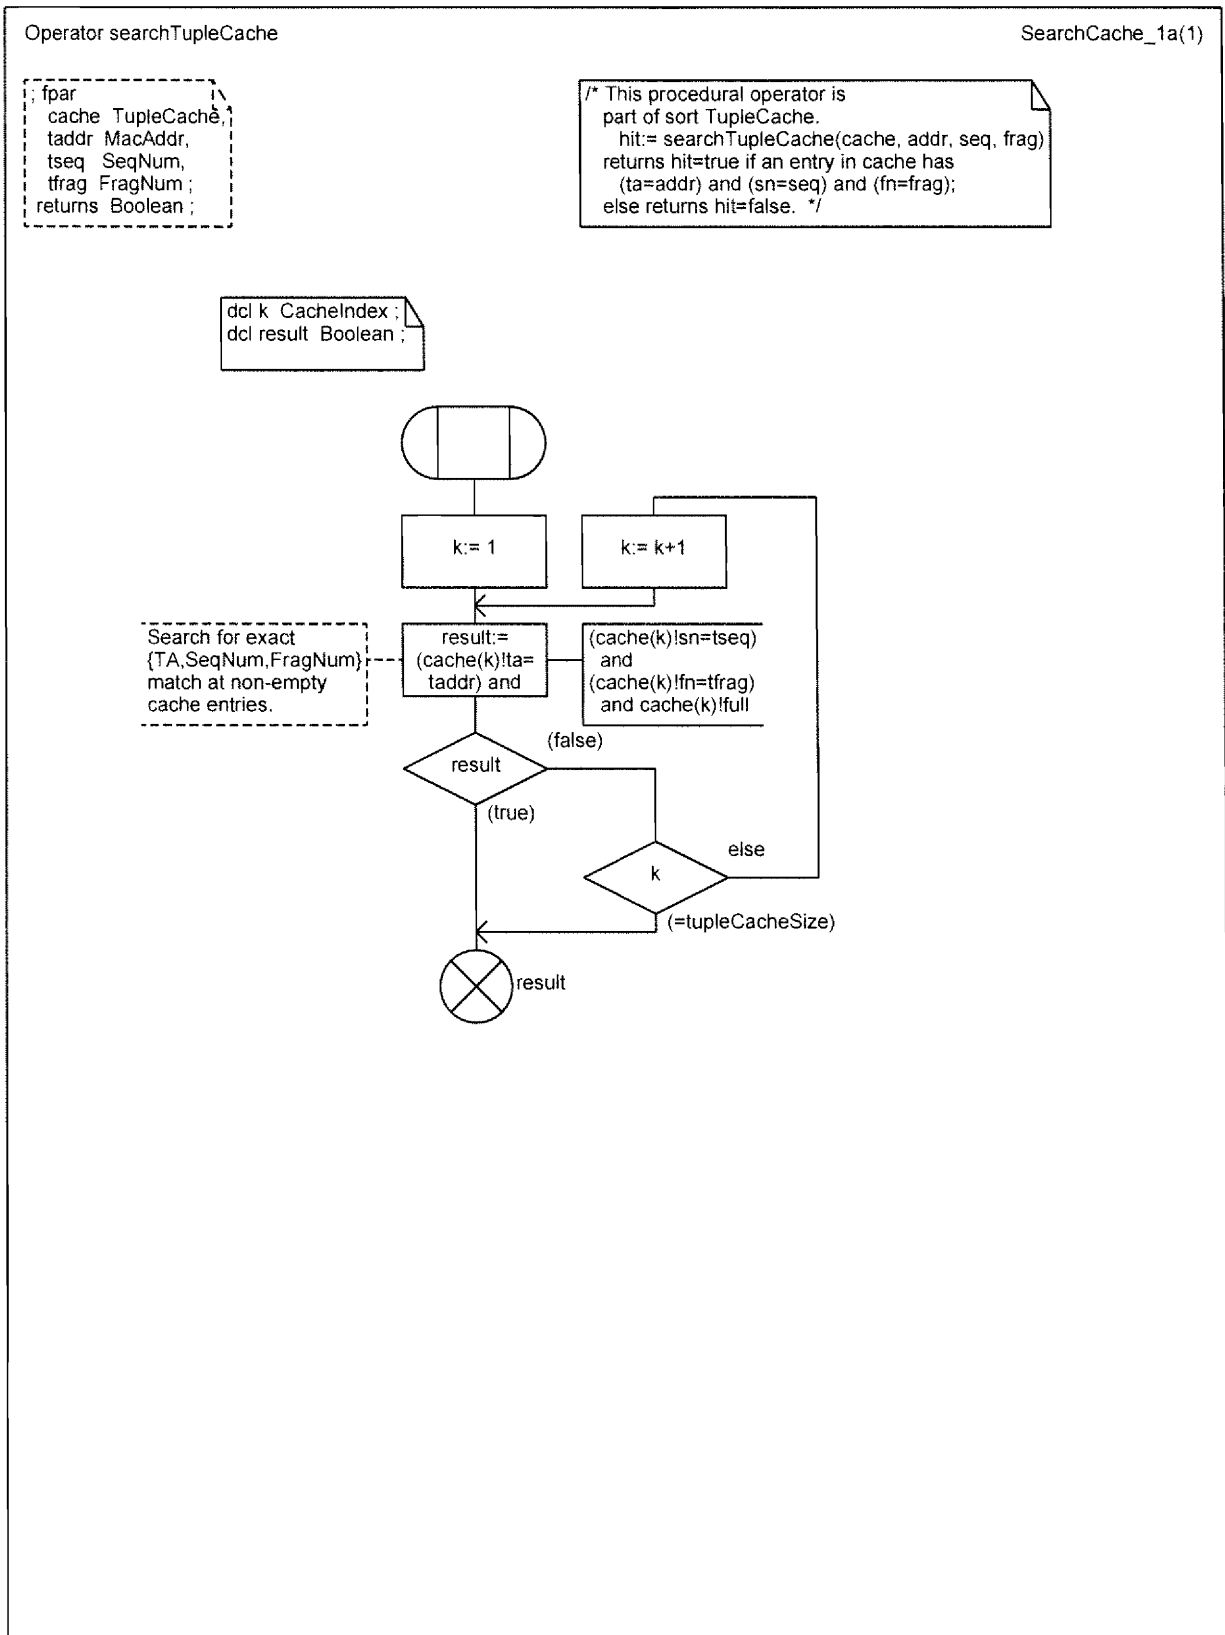 Operator searchTupleCache
SearchCache_1a(1)
; fpar
cache TupleCache,
taddr MacAddr,
tseq SeqNum,
tfrag FragNum ;
returns Boolean ;
/* This procedural operator is
part of sort TupleCache.
hit:= searchTupleCache(cache, addr, seq, frag)
returns hit=true if an entry in cache has
(ta=addr) and (sn=seq) and (fn=frag);
else returns hit=false. */
dcl k CacheIndex ;
dcl result Boolean ;
k:= 1
k:= k+1
Search for exact
{TA,SeqNum,FragNum}
match at non-empty
cache entries.
result:=
(cache(k)!ta=
taddr) and
(cache(k)!sn=tseq)
and
(cache(k)!fn=tfrag)
and cache(k)!full
(false)
result
(true)
else
k
(=tupleCacheSize)
result